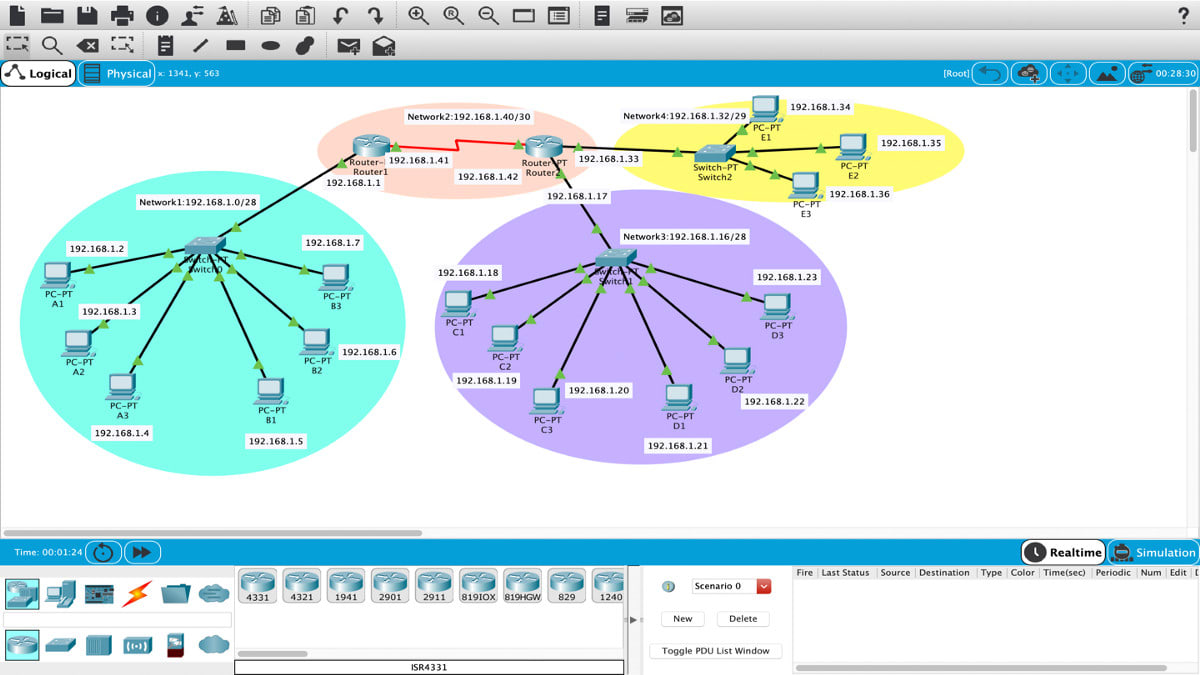 ?
Logical
Physical
x: 1341, y: 563
[Root]
00:28:30
Network2:192.168.1.40/30
Router-
Router1
192.168.1.41
192.168.1.42
Router-PT
192.168.1.33
192.168.1.1
192.168.1.17
Network4:192.168.1.32/29
192.168.1.34
PC-PT
E1
192.168.1.35
PC-PT
E2
Switch-PT
Switch2
192.168.1.36
PC-PT
E3
Network1:192.168.1.0/28
Switch-PT
Switch0
192.168.1.2
PC-PT
A1
192.168.1.3
PC-PT
A2
PC-PT
A3
192.168.1.4
PC-PT
B1
192.168.1.5
PC-PT
B2
192.168.1.6
192.168.1.7
PC-PT
B3
Network3:192.168.1.16/28
Switch-PT
Switch1
192.168.1.18
PC-PT
C1
PC-PT
C2
192.168.1.19
192.168.1.20
PC-PT
C3
PC-PT
D1
192.168.1.21
PC-PT
D2
192.168.1.22
192.168.1.23
PC-PT
D3
Time: 00:01:24
Realtime
Simulation
4331
4321
1941
2901
2911
819IOX
819HGW
829
1240
ISR4331
Scenario 0
New
Delete
Toggle PDU List Window
Fire Last Status Source Destination Type Color Time(sec) Periodic Num Edit